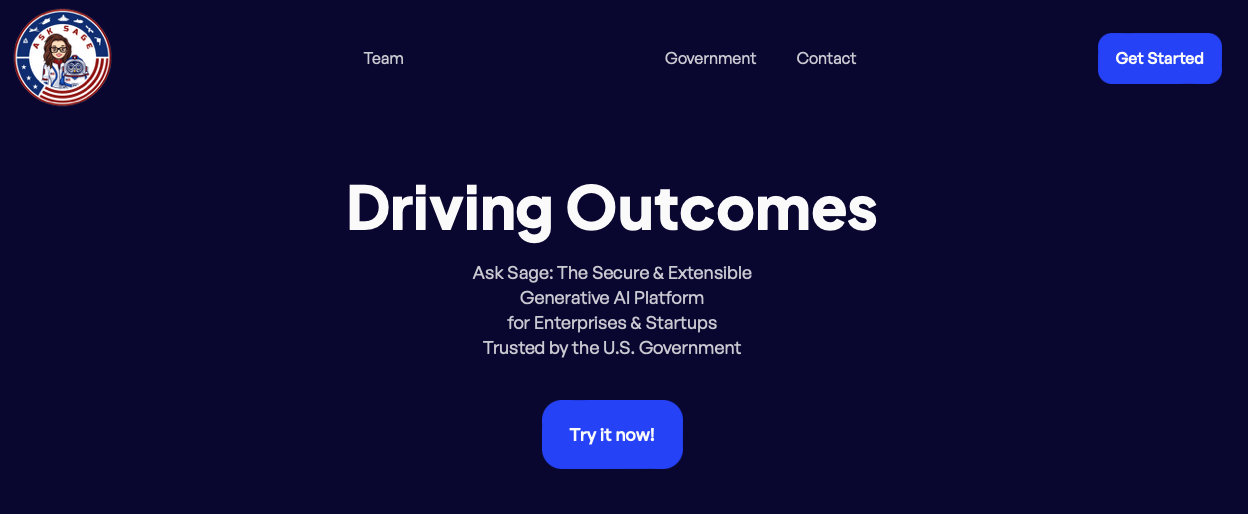 ASK SAGE
Team
Government
Contact
Get Started
Driving Outcomes
Ask Sage: The Secure & Extensible
Generative AI Platform
for Enterprises & Startups
Trusted by the U.S. Government
Try it now!